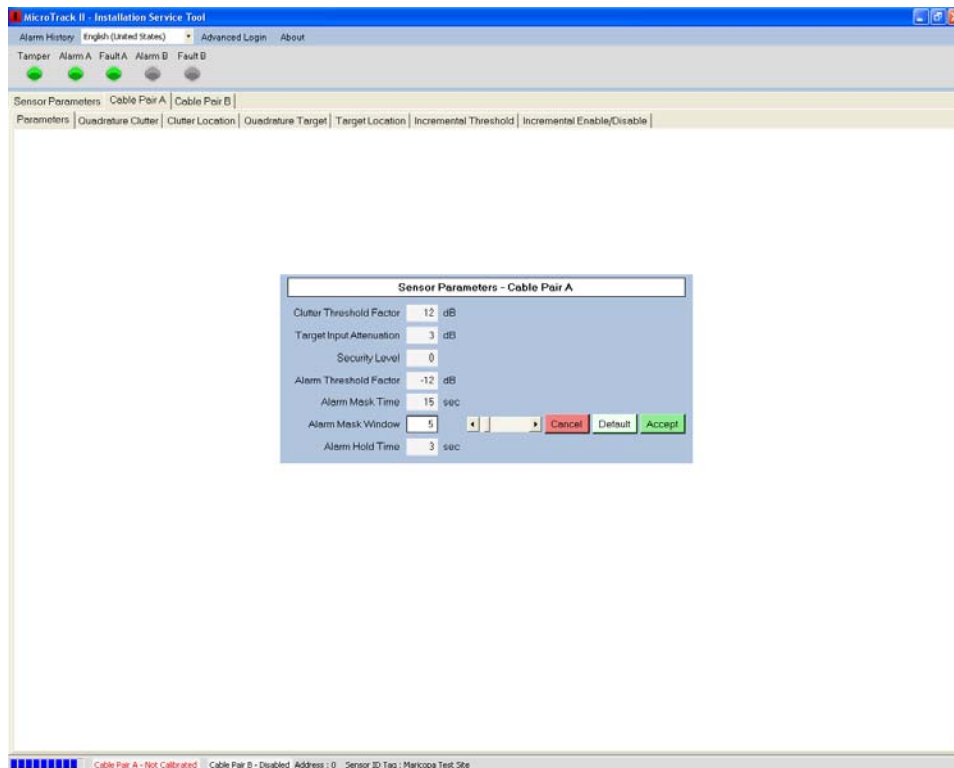 MicroTrack II - Installation Service Tool
Alarm History English (United States) Advanced Login About
Tamper Alarm A Fault A Alarm B Fault B
Sensor Parameters Cable Pair A Cable Pair B
Parameters Quadrature Clutter Clutter Location Quadrature Target Target Location Incremental Threshold Incremental Enable/Disable
Sensor Parameters - Cable Pair A
Clutter Threshold Factor 12 dB
Target Input Attenuation 3 dB
Security Level 0
Alarm Threshold Factor -12 dB
Alarm Mask Time 15 sec
Alarm Mask Window 5 Cancel Default Accept
Alarm Hold Time 3 sec
Cable Pair A - Not Calibrated Cable Pair B - Disabled Address : 0 Sensor ID Tag : Maricopa Test Site